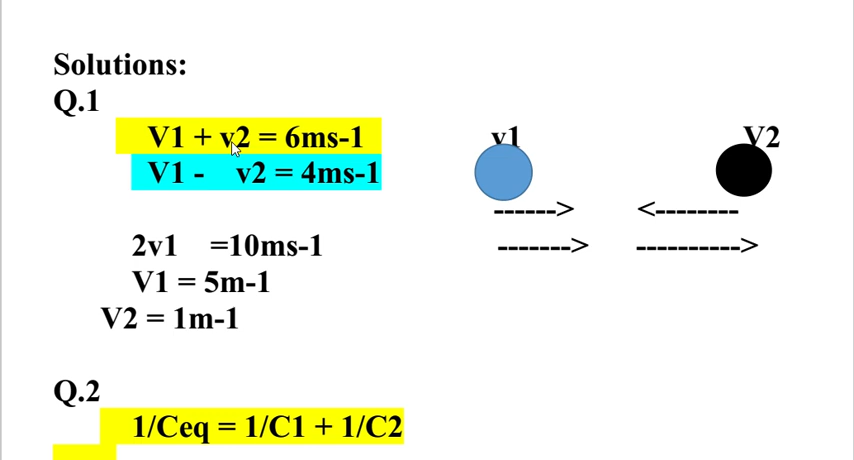 Solutions:
Q.1
V1 + v2 = 6ms-1
v1
V2
V1 - v2 = 4ms-1
------> <--------
2v1 =10ms-1
-------> ---------->
V1 = 5m-1
V2 = 1m-1
Q.2
1/Ceq = 1/C1 + 1/C2